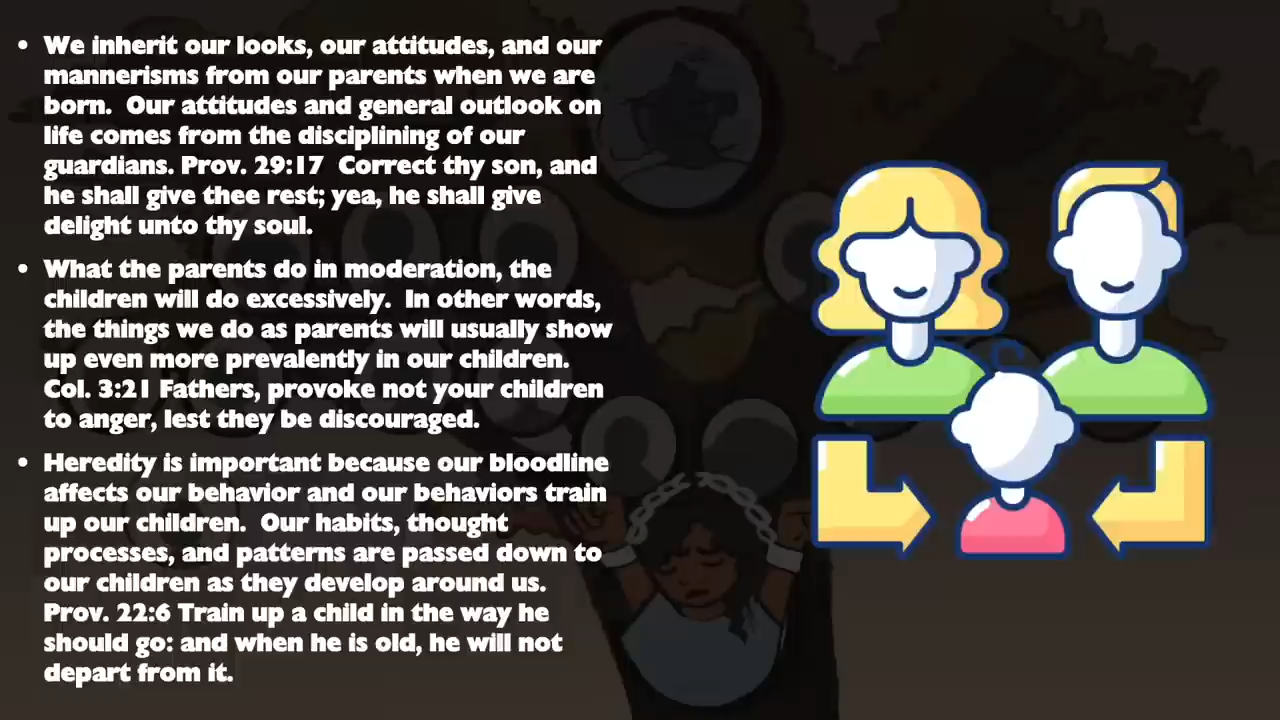 • We inherit our looks, our attitudes, and our
mannerisms from our parents when we are
born.  Our attitudes and general outlook on
life comes from the disciplining of our
guardians. Prov. 29:17  Correct thy son, and
he shall give thee rest; yea, he shall give
delight unto thy soul.
• What the parents do in moderation, the
children will do excessively.  In other words,
the things we do as parents will usually show
up even more prevalently in our children.
Col. 3:21 Fathers, provoke not your children
to anger, lest they be discouraged.
• Heredity is important because our bloodline
affects our behavior and our behaviors train
up our children.  Our habits, thought
processes, and patterns are passed down to
our children as they develop around us.
Prov. 22:6 Train up a child in the way he
should go: and when he is old, he will not
depart from it.